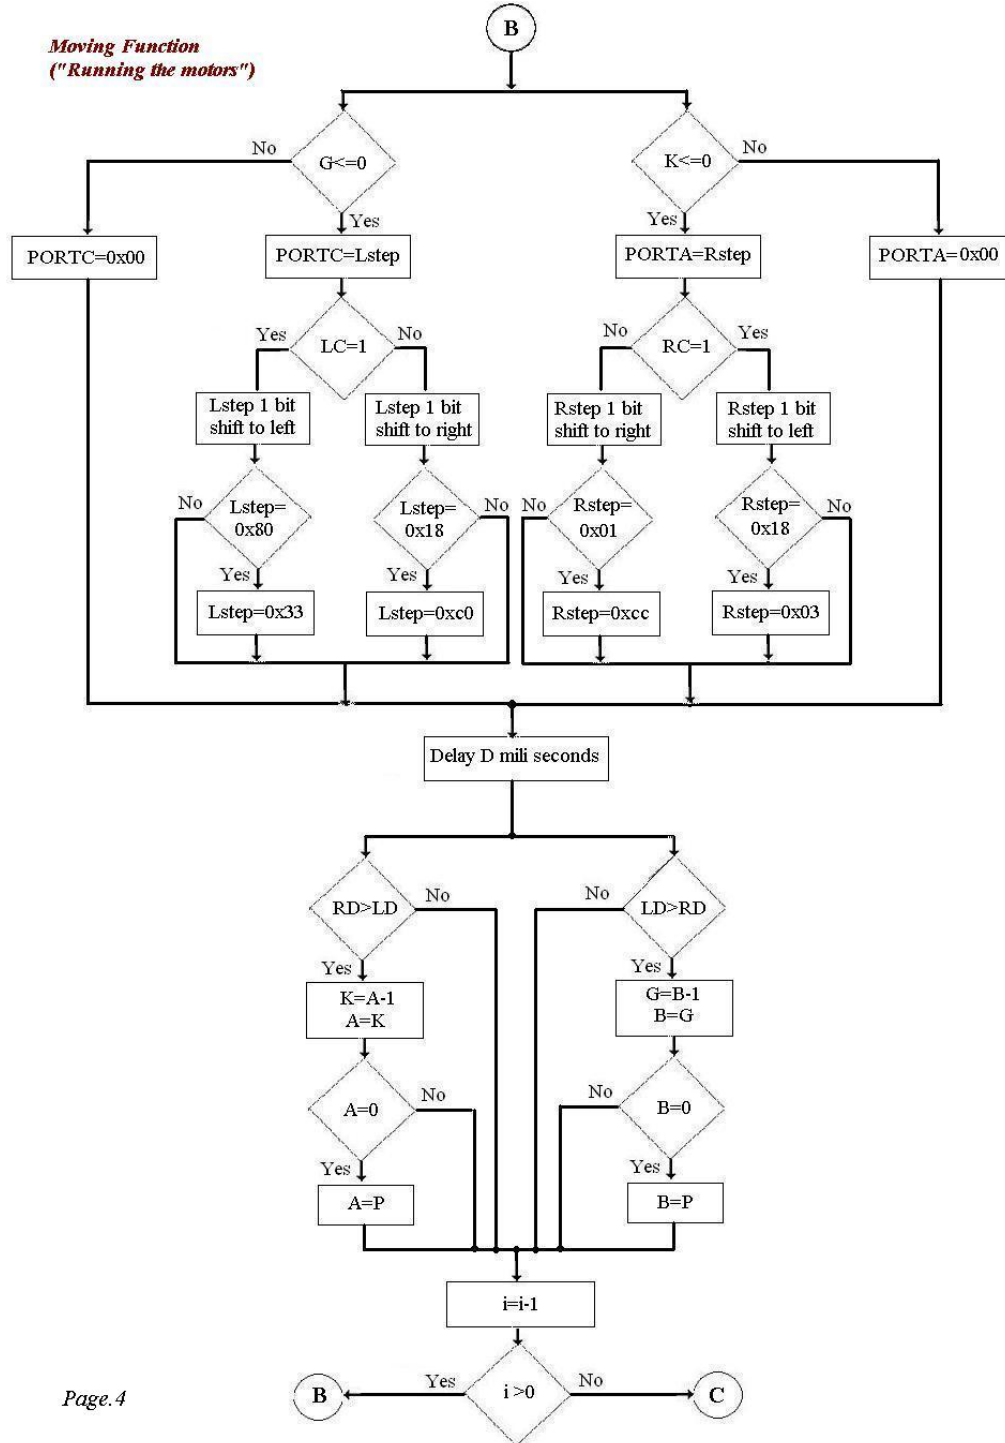 B
Moving Function
("Running the motors")
No
G<=0
K<=0
No
Yes
Yes
PORTC=0x00
PORTC=Lstep
PORTA=Rstep
PORTA=0x00
Yes
LC=1
No
No
RC=1
Yes
Lstep 1 bit
shift to left
Lstep 1 bit
shift to right
Rstep 1 bit
shift to right
Rstep 1 bit
shift to left
No
Lstep=
0x80
Lstep=
0x18
No
No
Rstep=
0x01
Rstep=
0x18
No
Yes
Yes
Yes
Yes
Lstep=0x33
Lstep=0xc0
Rstep=0xcc
Rstep=0x03
Delay D mili seconds
RD>LD
No
No
LD>RD
Yes
Yes
K=A-1
A=K
G=B-1
B=G
A=0
No
No
B=0
Yes
Yes
A=P
B=P
i=i-1
Page.4
B
Yes
i >0
No
C